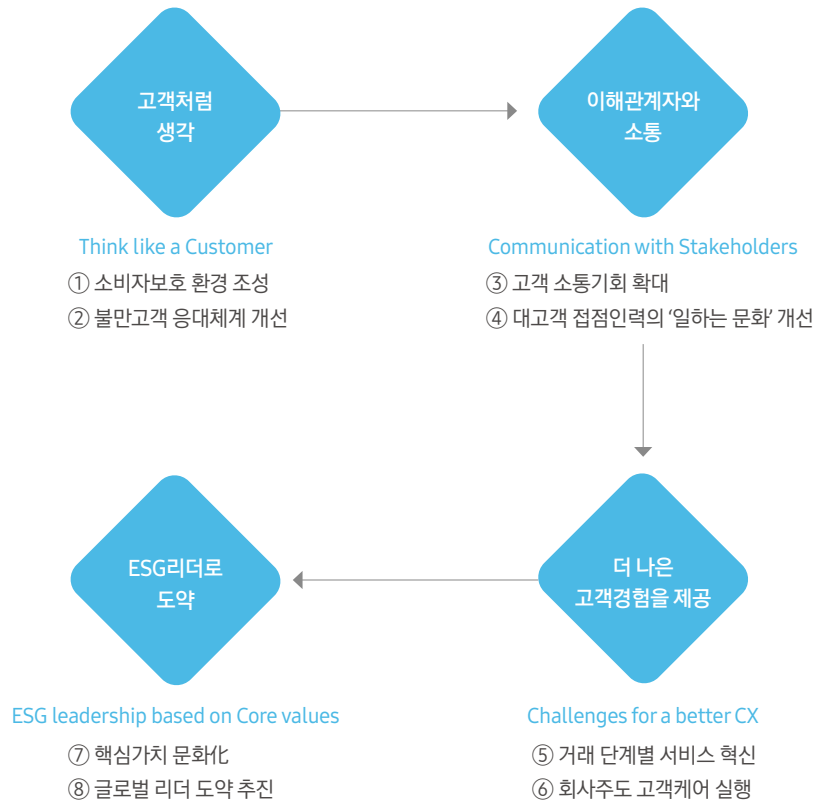 고객처럼
생각
Think like a Customer
① 소비자보호 환경 조성
② 불만고객 응대체계 개선
이해관계자와
소통
Communication with Stakeholders
③ 고객 소통기회 확대
④ 대고객 접점인력의 ‘일하는 문화’ 개선
더 나은
고객경험을 제공
Challenges for a better CX
⑤ 거래 단계별 서비스 혁신
⑥ 회사주도 고객케어 실행
ESG리더로
도약
ESG leadership based on Core values
⑦ 핵심가치 문화化
⑧ 글로벌 리더 도약 추진